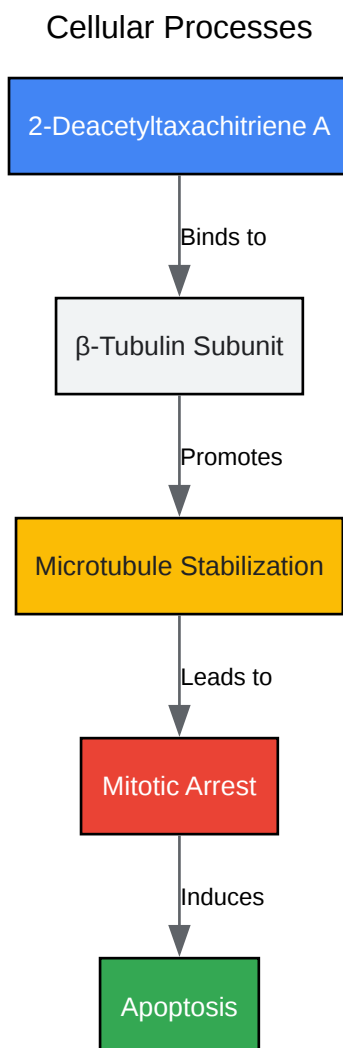 Cellular Processes
2-Deacetyltaxachitriene A
Binds to
β-Tubulin Subunit
Promotes
Microtubule Stabilization
Leads to
Mitotic Arrest
Induces
Apoptosis